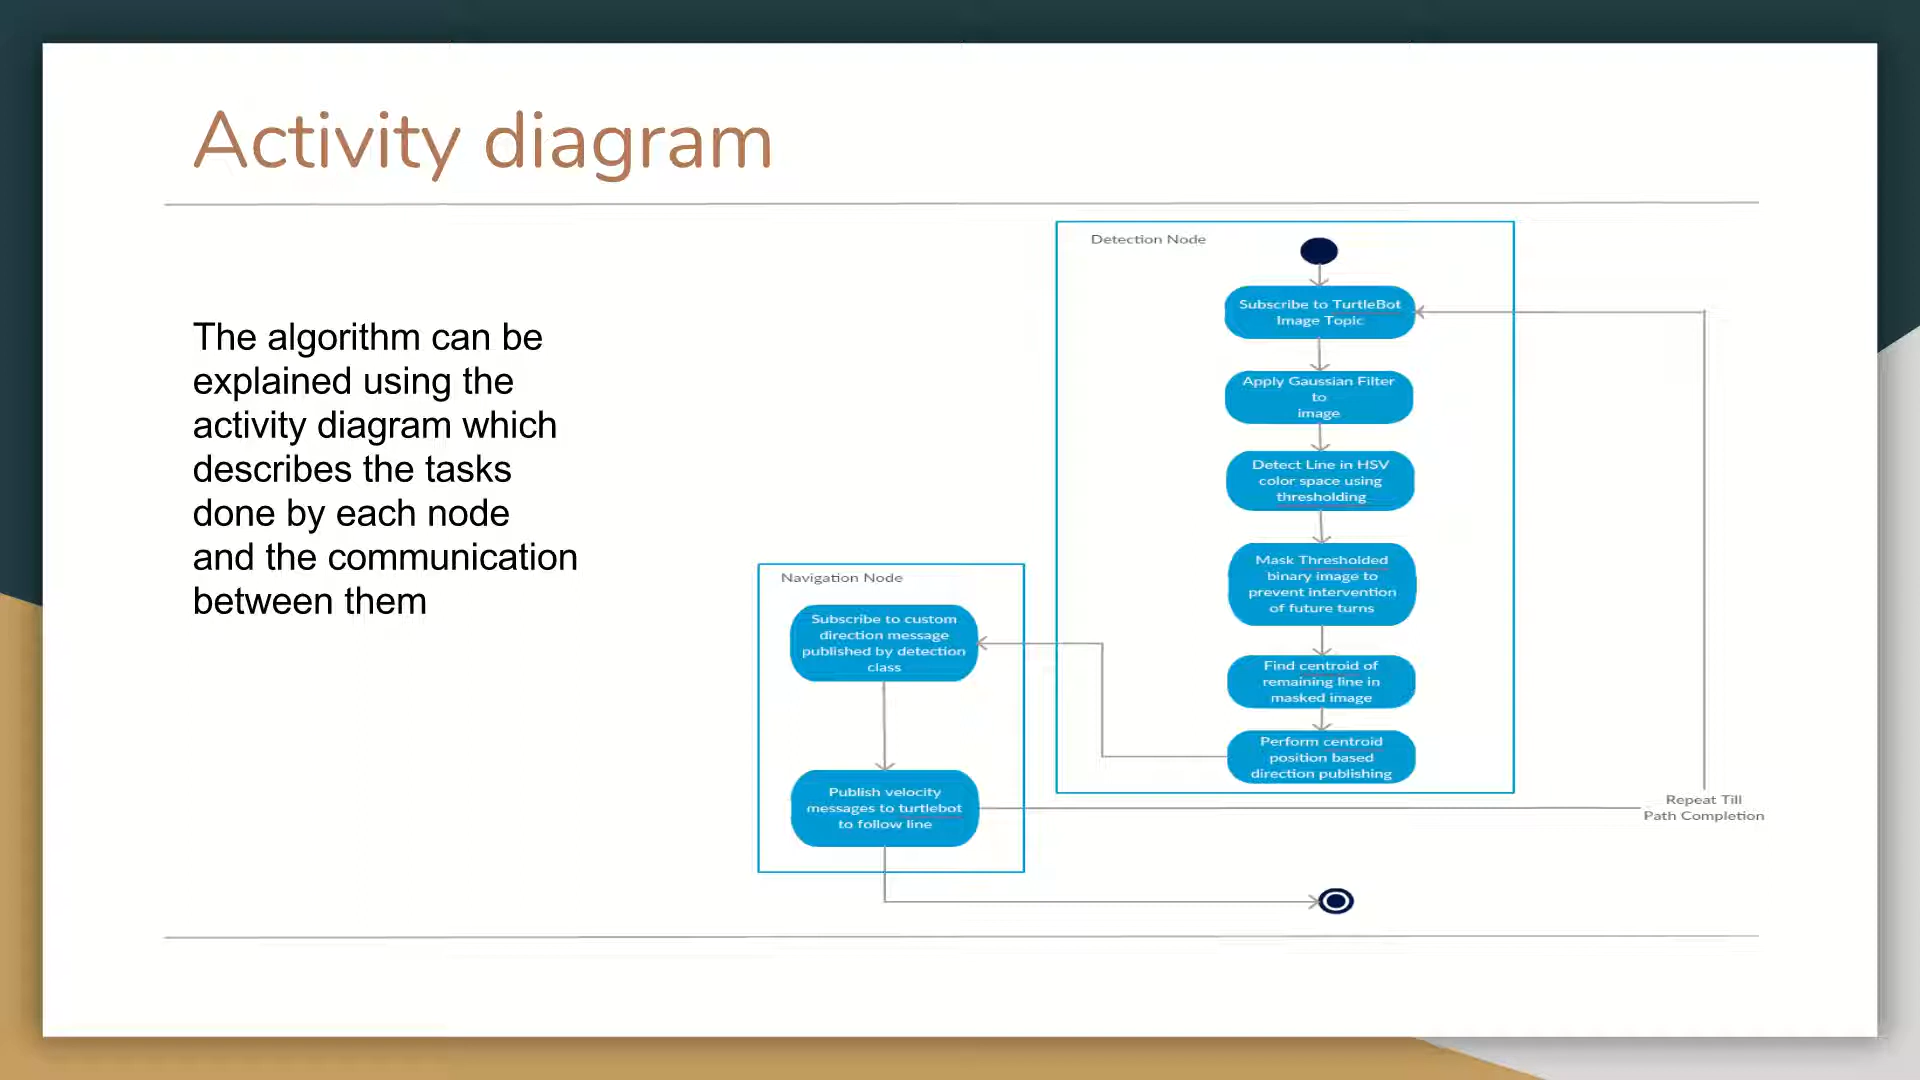 Activity diagram
The algorithm can be
explained using the
activity diagram which
describes the tasks
done by each node
and the communication
between them
Detection Node
Subscribe to TurtleBot
Image Topic
Apply Gaussian Filter
to
image
Detect Line in HSV
color space using
thresholding
Mask Thresholded
binary image to
prevent intervention
of future turns
Find centroid of
remaining line in
masked image
Perform centroid
position based
direction publishing
Navigation Node
Subscribe to custom
direction message
published by detection
class
Publish velocity
messages to turtlebot
to follow line
Repeat Till
Path Completion